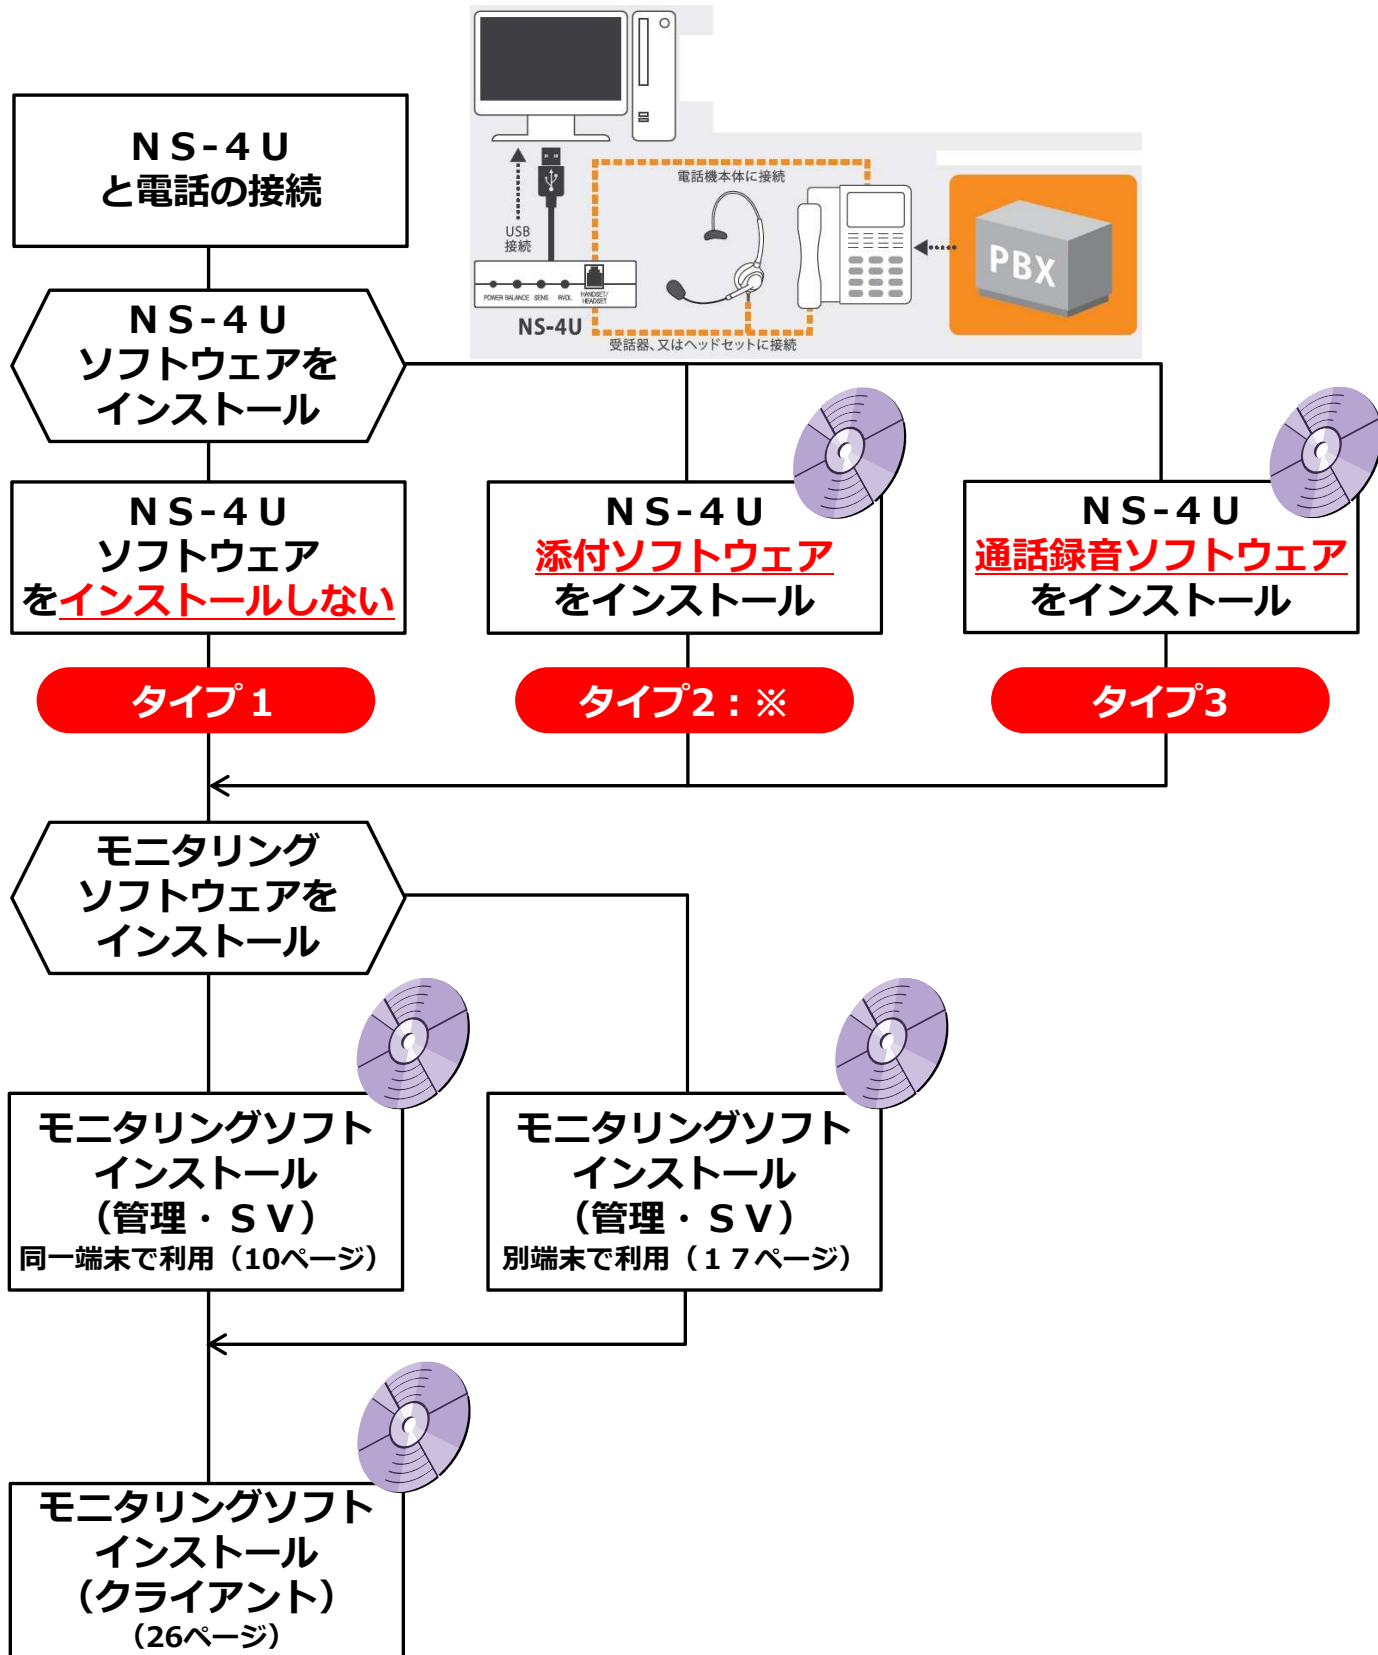 ＮＳ-４Ｕ
と電話の接続
USB
接続
電話機本体に接続
PBX
POWER BALANCE SENS RVOL HANDSET/
HEADSET
NS-4U
受話器、又はヘッドセットに接続
ＮＳ-４Ｕ
ソフトウェアを
インストール
ＮＳ-４Ｕ
ソフトウェア
をインストールしない
ＮＳ-４Ｕ
添付ソフトウェア
をインストール
ＮＳ-４Ｕ
通話録音ソフトウェア
をインストール
タイプ１
タイプ2：※
タイプ3
モニタリング
ソフトウェアを
インストール
モニタリングソフト
インストール
（管理・ＳＶ）
同一端末で利用（10ページ）
モニタリングソフト
インストール
（管理・ＳＶ）
別端末で利用（１７ページ）
モニタリングソフト
インストール
（クライアント）
（26ページ）